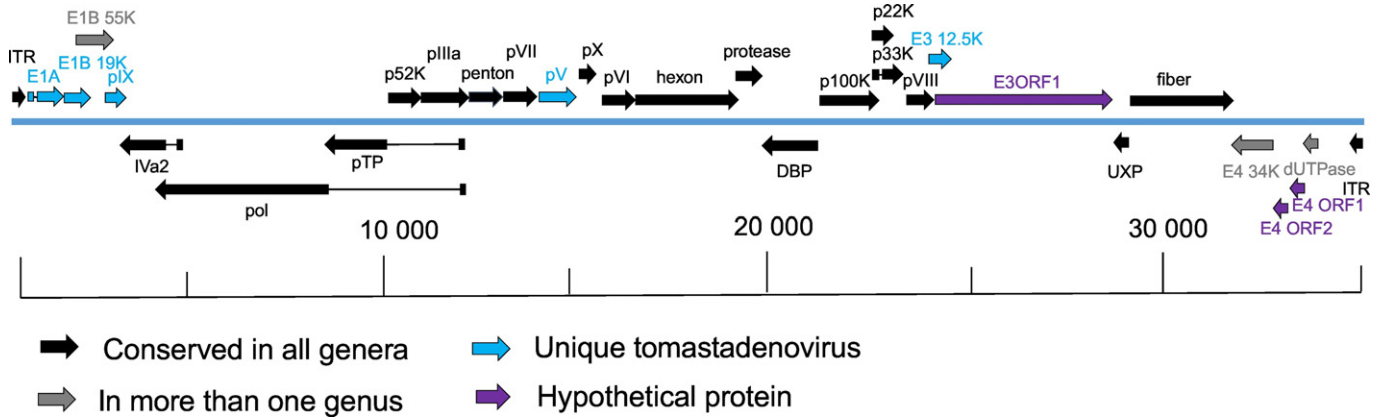 E1B 55K
p22K
ITR
E1A
E1B 19K
pIX
p52K
pIIIa
penton
pVII
pV
pX
pVI
hexon
protease
p100K
p33K
pVIII
E3 12.5K
E3ORF1
fiber
IVa2
pTP
pol
DBP
UXP
E4 34K
dUTPase
ITR
E4 ORF1
E4 ORF2
10 000
20 000
30 000
Conserved in all genera
Unique tomastadenovirus
In more than one genus
Hypothetical protein